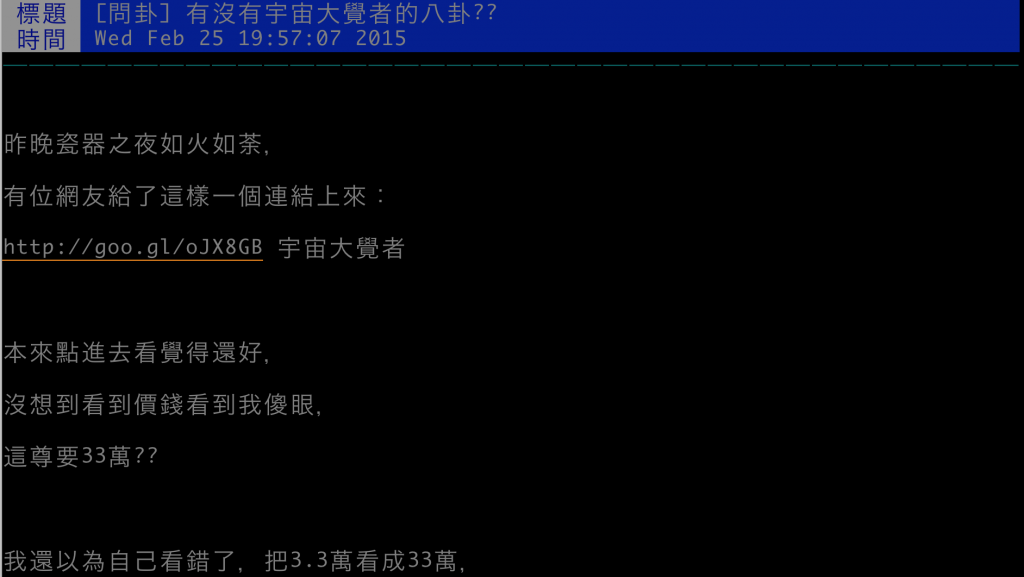 標題 [問卦] 有沒有宇宙大覺者的八卦??
時間 Wed Feb 25 19:57:07 2015
昨晚瓷器之夜如火如荼,
有位網友給了這樣一個連結上來：
http://goo.gl/oJX8GB 宇宙大覺者
本來點進去看覺得還好,
沒想到看到價錢看到我傻眼,
這尊要33萬??
我還以為自己看錯了, 把3.3萬看成33萬,